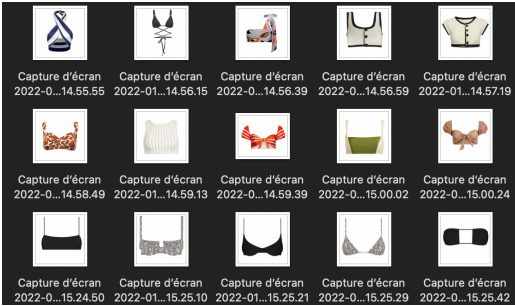 Capture d'écran
2022-0...14.55.55
Capture d'écran
2022-01...14.56.15
Capture d'écran
2022-0...14.56.39
Capture d'écran
2022-0...14.56.59
Capture d'écran
2022-01...14.57.19
Capture d'écran
2022-0...14.58.49
Capture d'écran
2022-01...14.59.13
Capture d'écran
2022-0...14.59.39
Capture d'écran
2022-0...15.00.02
Capture d'écran
2022-0...15.00.24
Capture d'écran
2022-0...15.24.50
Capture d'écran
2022-01...15.25.10
Capture d'écran
2022-01...15.25.21
Capture d'écran
2022-0...15.25.29
Capture d'écran
2022-0...15.25.42